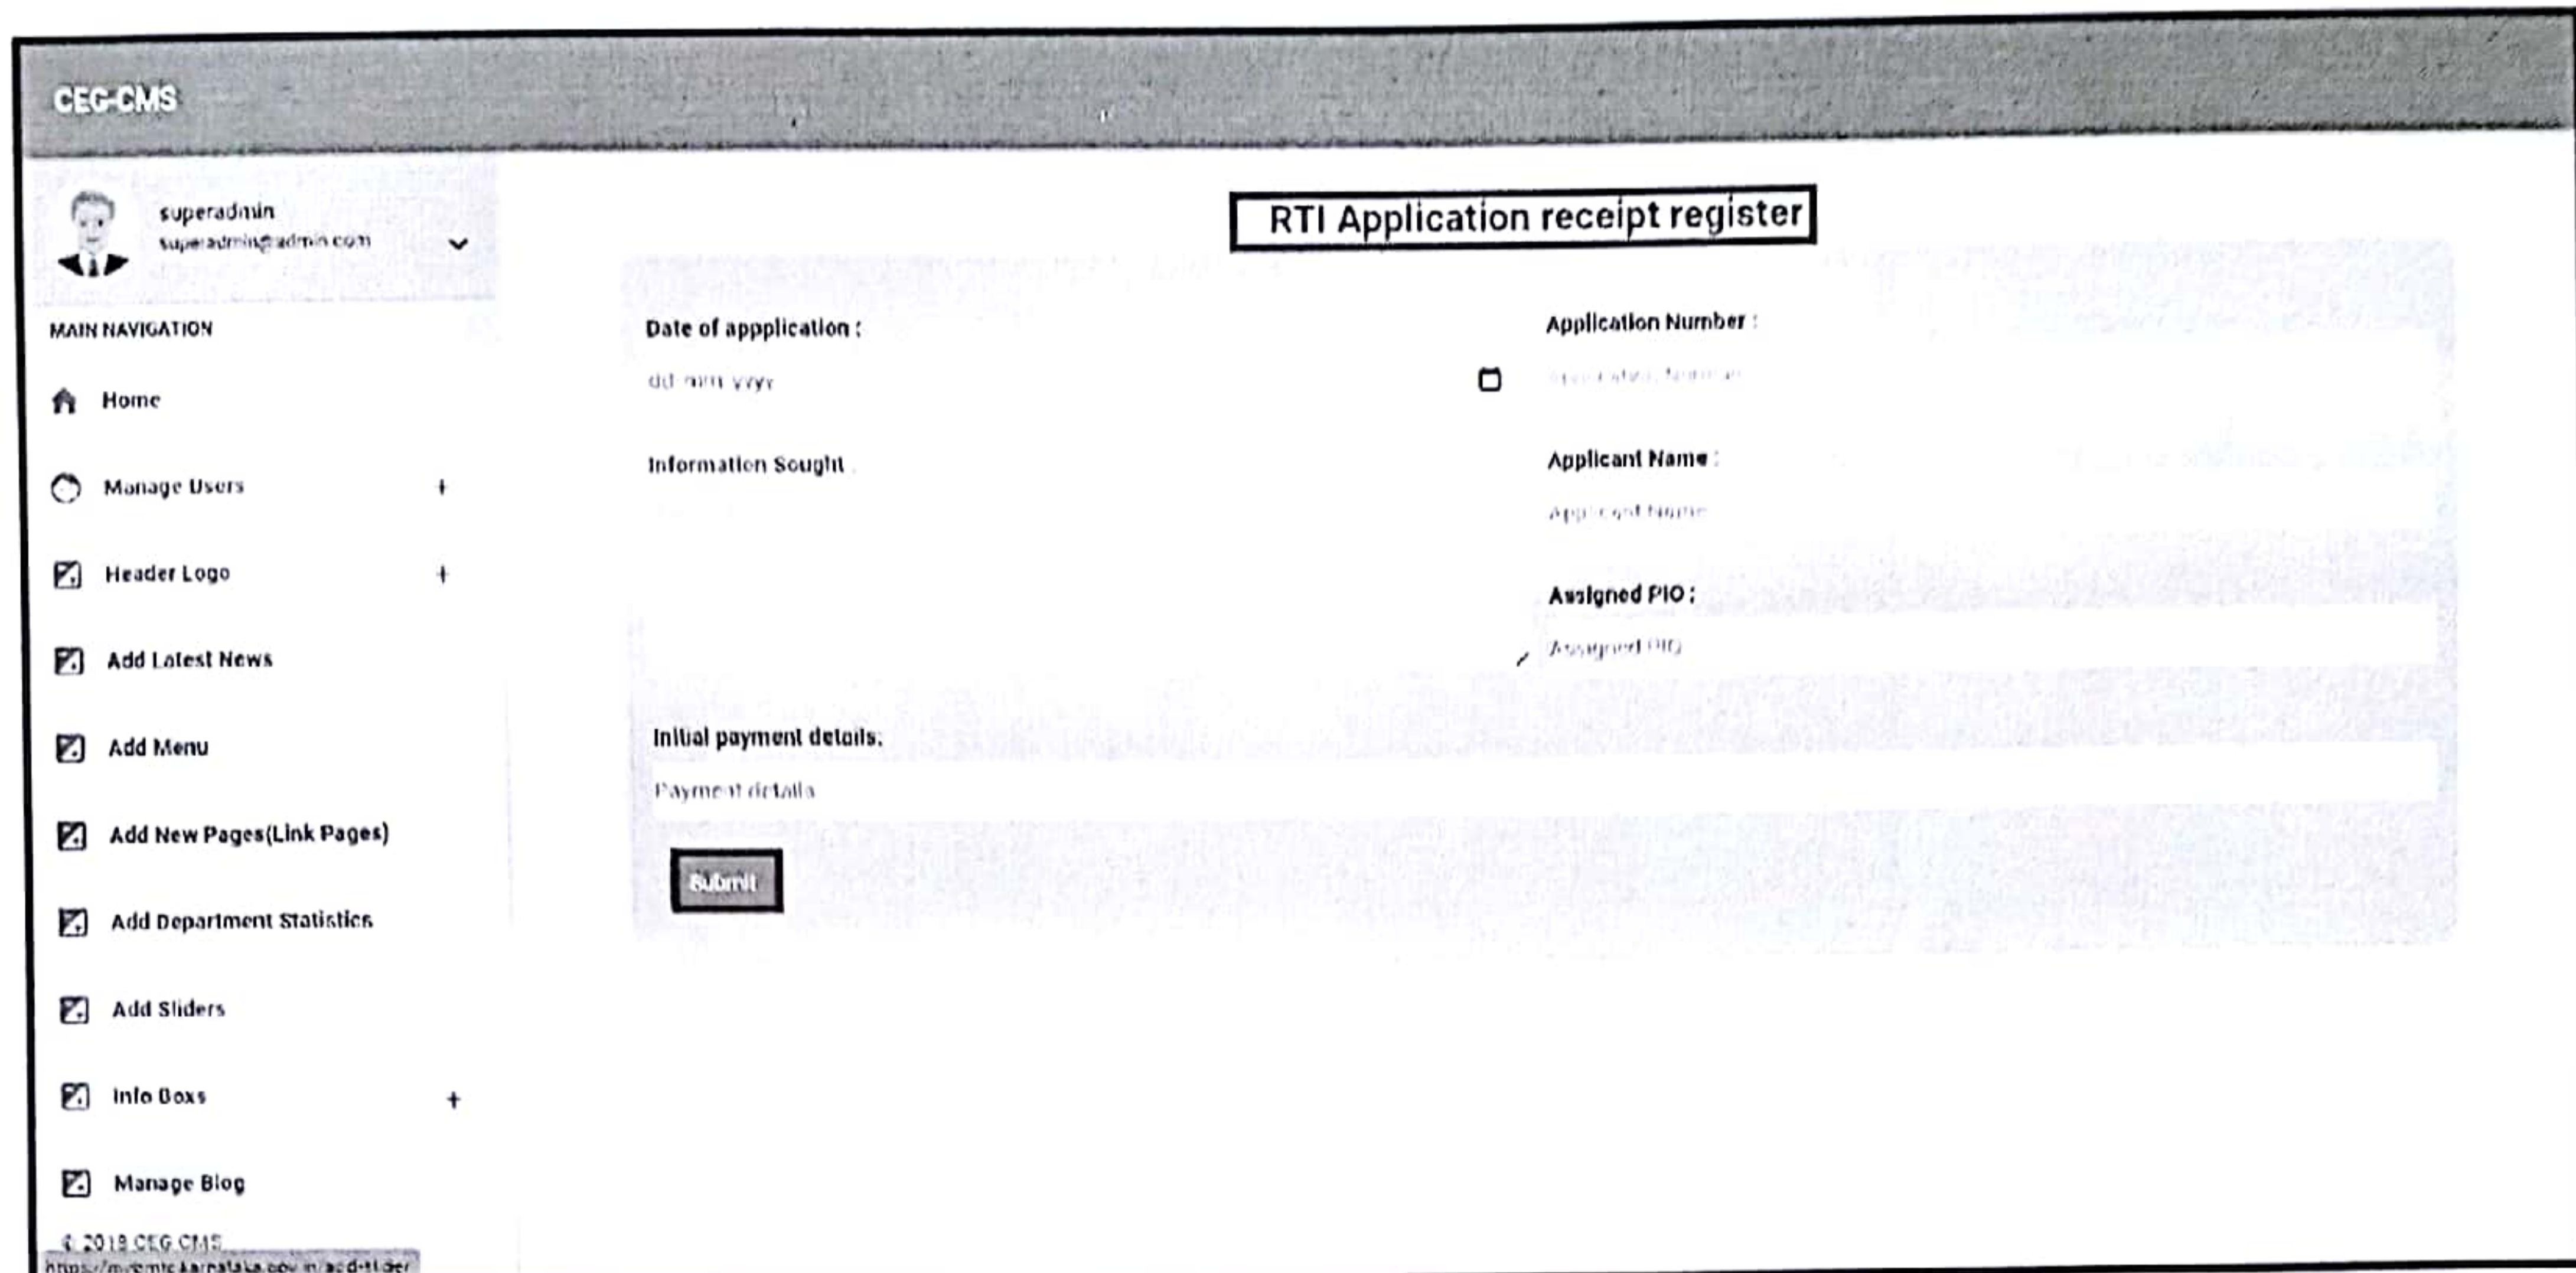 CEG-CMS
superadmin
superadmin@admin.com
MAIN NAVIGATION
Home
Manage Users +
Header Logo +
Add Latest News
Add Menu
Add New Pages(Link Pages)
Add Department Statistics
Add Sliders
Info Boxs +
Manage Blog
© 2018 CEG CMS
RTI Application receipt register
Date of appplication :
dd-mm-yyyy
Application Number :
Information Sought
Applicant Name :
Applicant Name
Assigned PIO :
Assigned PIO
Initial payment details:
Payment details
Submit